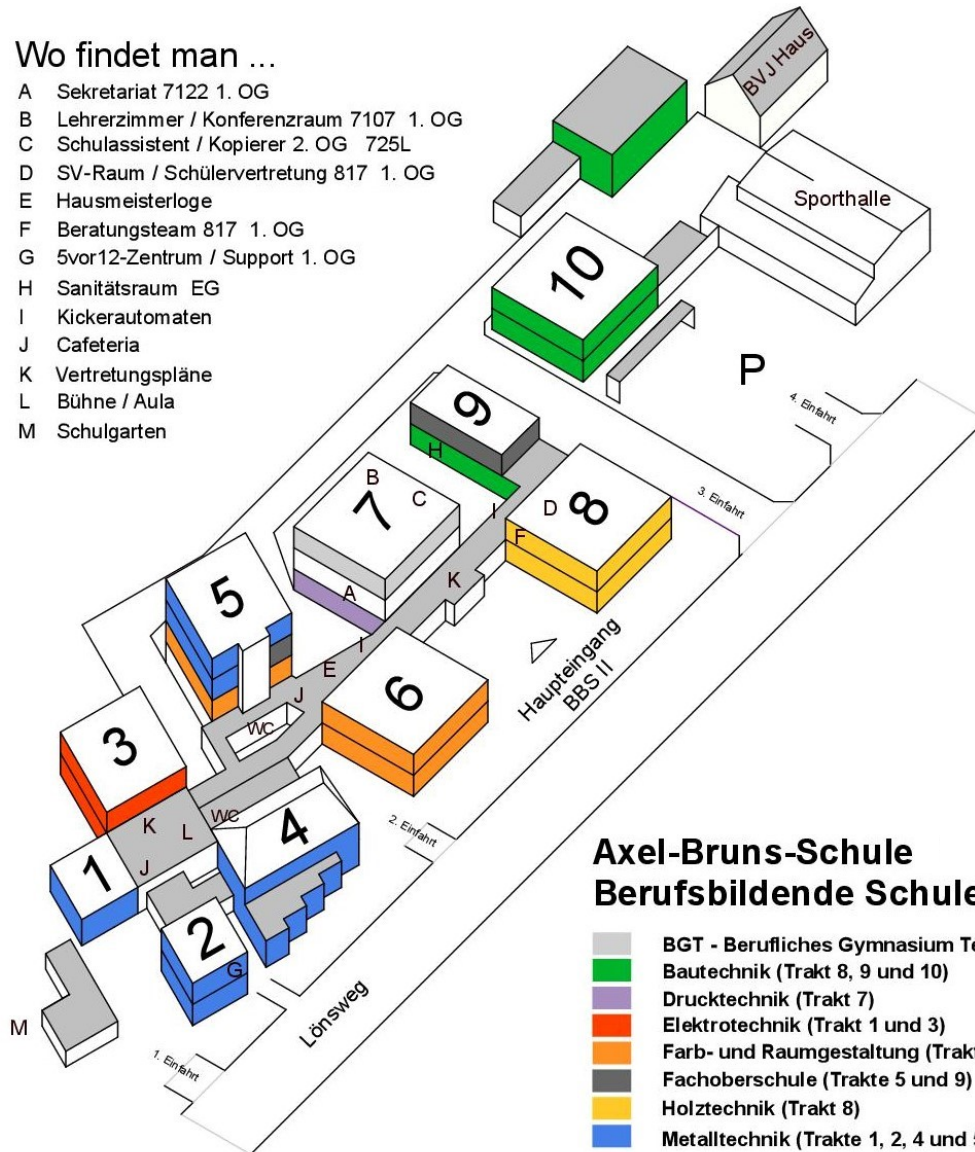 Wo findet man ...
A Sekretariat 7122 1. OG
B Lehrerzimmer / Konferenzraum 7107 1. OG
C Schulassistent / Kopierer 2. OG 725L
D SV-Raum / Schülervertretung 817 1. OG
E Hausmeisterloge
F Beratungsteam 817 1. OG
G 5vor12-Zentrum / Support 1. OG
H Sanitätsraum EG
I Kickerautomaten
J Cafeteria
K Vertretungspläne
L Bühne / Aula
M Schulgarten
BVJ Haus
Sporthalle
10
P
4. Einfahrt
9
H
3. Einfahrt
B
C
7
I
D
8
F
A
K
5
I
E
J
6
Haupteingang
BBS II
WC
3
K
L
WC
4
2. Einfahrt
J
1
2
G
M
Lönsweg
1. Einfahrt
Axel-Bruns-Schule
Berufsbildende Schule
BGT - Berufliches Gymnasium Te
Bautechnik (Trakt 8, 9 und 10)
Drucktechnik (Trakt 7)
Elektrotechnik (Trakt 1 und 3)
Farb- und Raumgestaltung (Trakt
Fachoberschule (Trakte 5 und 9)
Holztechnik (Trakt 8)
Metalltechnik (Trakte 1, 2, 4 und 5